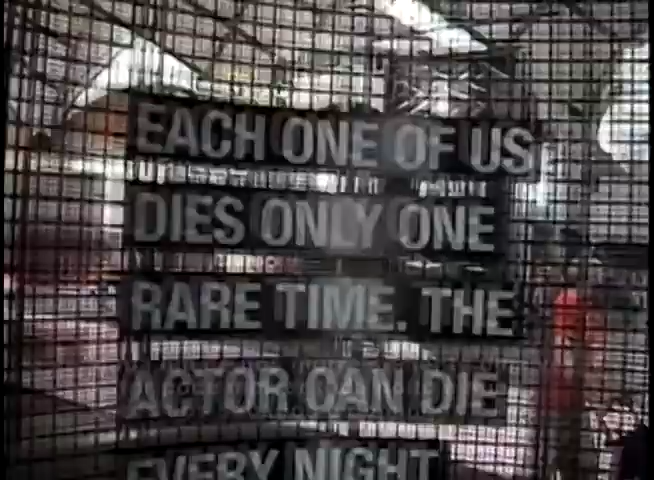 EACH ONE OF US
DIES ONLY ONE
RARE TIME. THE
ACTOR CAN DIE
EVERY NIGHT